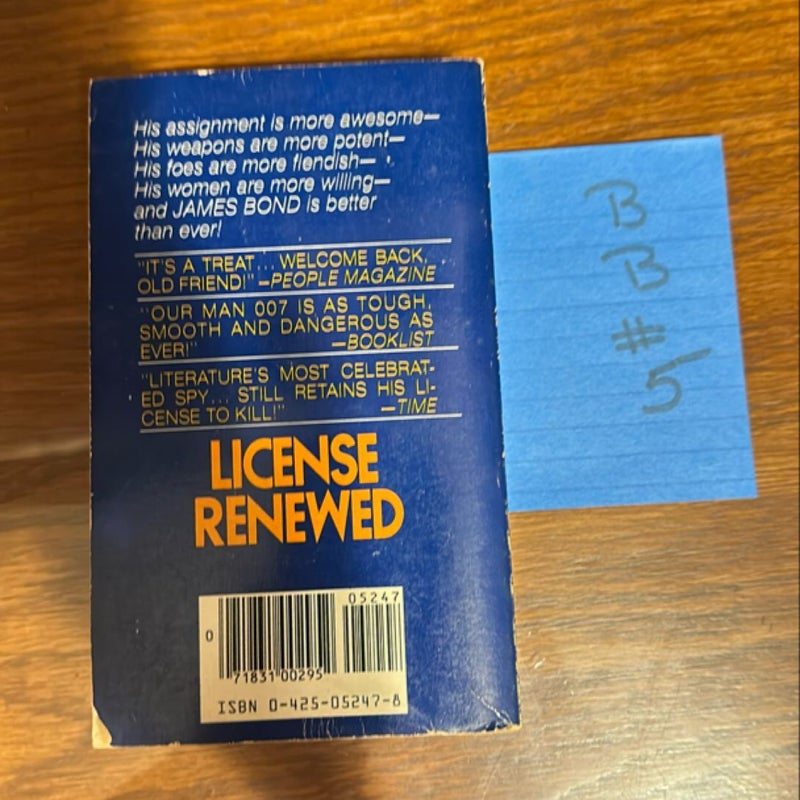 His assignment is more awesome—
His weapons are more potent—
His foes are more fiendish—
His women are more willing—
and JAMES BOND is better
than ever!
"IT'S A TREAT... WELCOME BACK,
OLD FRIEND!" —PEOPLE MAGAZINE
"OUR MAN 007 IS AS TOUGH,
SMOOTH AND DANGEROUS AS
EVER!" —BOOKLIST
"LITERATURE'S MOST CELEBRAT-
ED SPY... STILL RETAINS HIS LI-
CENSE TO KILL!" —TIME
LICENSE
RENEWED
05247
0
71831 00295
ISBN 0-425-05247-8
B
B
#
5